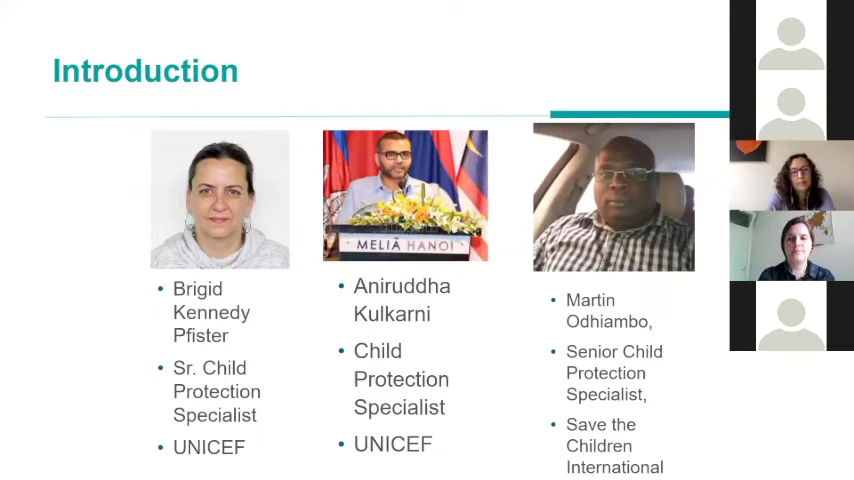 Introduction
MELIÃ HANOI
Brigid
Kennedy
Pfister
Sr. Child
Protection
Specialist
UNICEF
Aniruddha
Kulkarni
Child
Protection
Specialist
UNICEF
Martin
Odhiambo,
Senior Child
Protection
Specialist,
Save the
Children
International